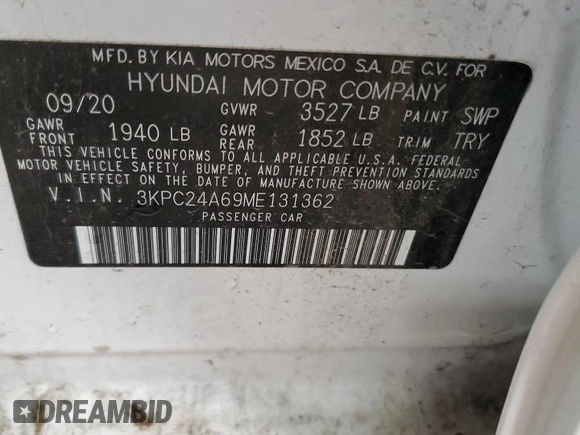 MFD. BY KIA MOTORS MEXICO S.A. DE C.V. FOR
HYUNDAI MOTOR COMPANY
09/20 GVWR 3527 LB PAINT SWP
GAWR FRONT 1940 LB GAWR REAR 1852 LB TRIM TRY
THIS VEHICLE CONFORMS TO ALL APPLICABLE U.S.A. FEDERAL
MOTOR VEHICLE SAFETY, BUMPER, AND THEFT PREVENTION STANDARDS
IN EFFECT ON THE DATE OF MANUFACTURE SHOWN ABOVE.
V.I.N. 3KPC24A69ME131362
PASSENGER CAR
DREAMBID